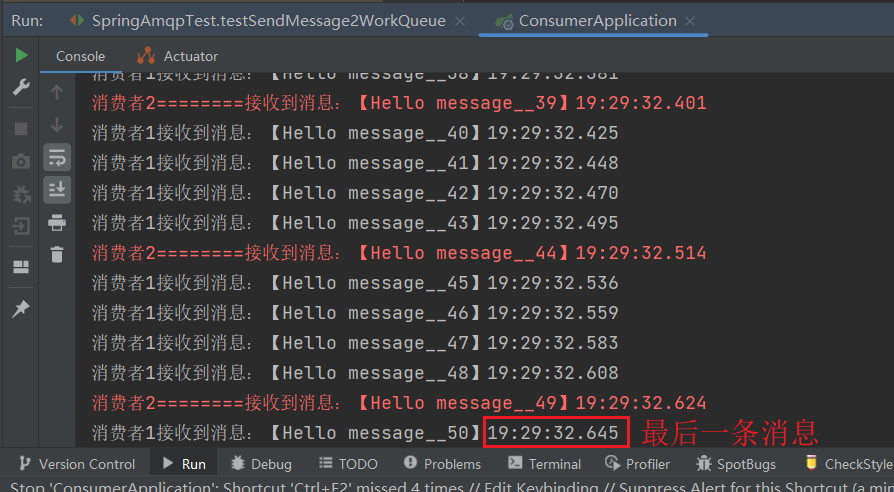 Run: SpringAmqpTest.testSendMessage2WorkQueue × ConsumerApplication ×
Console Actuator
消费者1接收到消息：【Hello message__38】19:29:32.381
消费者2========接收到消息：【Hello message__39】19:29:32.401
消费者1接收到消息：【Hello message__40】19:29:32.425
消费者1接收到消息：【Hello message__41】19:29:32.448
消费者1接收到消息：【Hello message__42】19:29:32.470
消费者1接收到消息：【Hello message__43】19:29:32.495
消费者2========接收到消息：【Hello message__44】19:29:32.514
消费者1接收到消息：【Hello message__45】19:29:32.536
消费者1接收到消息：【Hello message__46】19:29:32.559
消费者1接收到消息：【Hello message__47】19:29:32.583
消费者1接收到消息：【Hello message__48】19:29:32.608
消费者2========接收到消息：【Hello message__49】19:29:32.624
消费者1接收到消息：【Hello message__50】19:29:32.645 最后一条消息
Version Control Run Debug TODO Problems Terminal Profiler SpotBugs CheckStyle
Stop 'ConsumerApplication': Shortcut 'Ctrl+F2' missed 4 times // Edit Keybinding // Suppress Alert for this Shortcut (a min